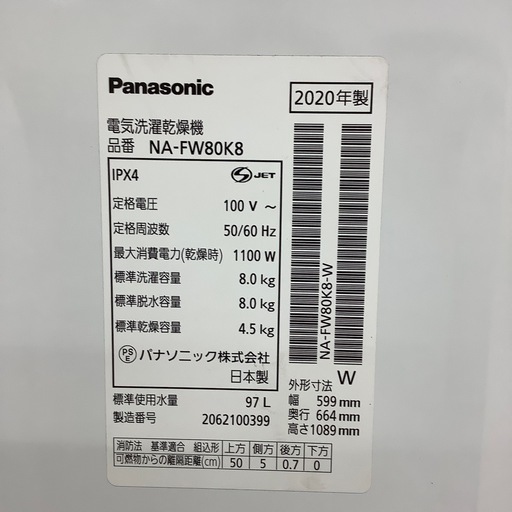 Panasonic
2020年製
電気洗濯乾燥機
品番 NA-FW80K8
IPX4 S JET
定格電圧 100 V ～
定格周波数 50/60 Hz
最大消費電力(乾燥時) 1100 W
標準洗濯容量 8.0 kg
標準脱水容量 8.0 kg
標準乾燥容量 4.5 kg
PS E パナソニック株式会社
日本製
標準使用水量 97 L
製造番号 2062100399
NA-FW80K8-W
W
外形寸法
幅 599 mm
奥行 664 mm
高さ1089 mm
消防法 基準適合 組込形 上方 側方 後方 下方
可燃物からの離隔距離(cm) 50 5 0.7 0